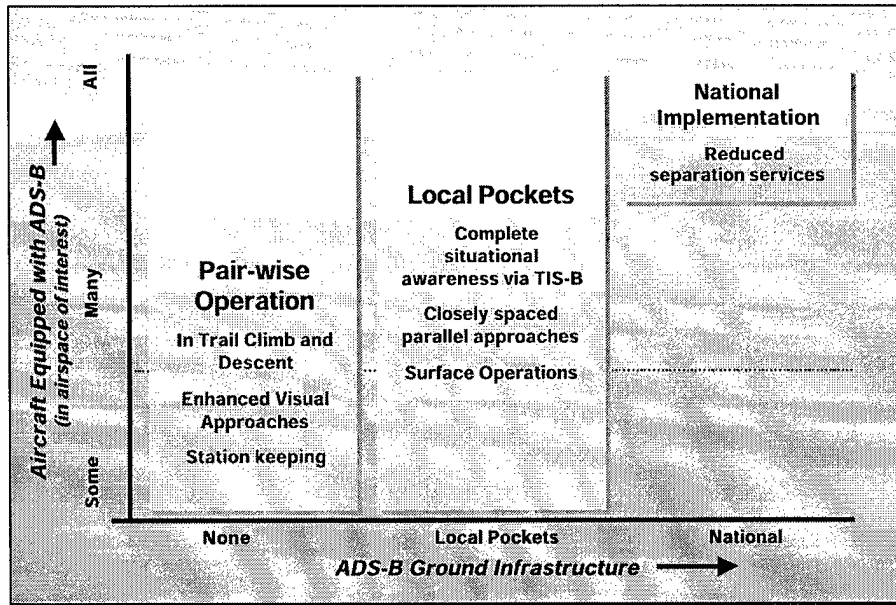 All
Many
Some
Aircraft Equipped with ADS-B
(in airspace of interest)
Pair-wise
Operation
In Trail Climb and
Descent
Enhanced Visual
Approaches
Station keeping
Local Pockets
Complete
situational
awareness via TIS-B
Closely spaced
parallel approaches
Surface Operations
National
Implementation
Reduced
separation services
None
Local Pockets
National
ADS-B Ground Infrastructure